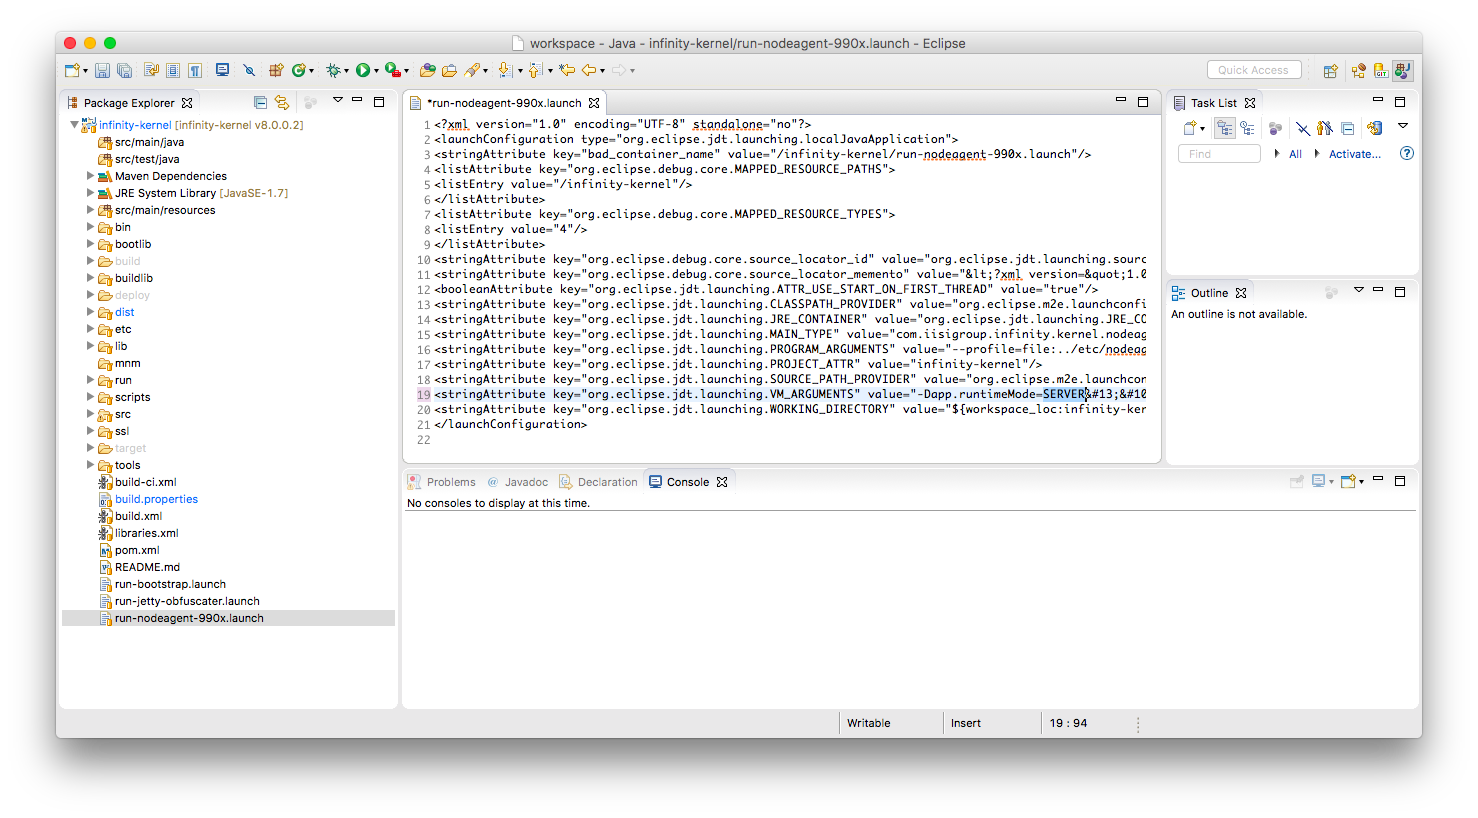 workspace - Java - infinity-kernel/run-nodeagent-990x.launch - Eclipse
Quick Access
Package Explorer
infinity-kernel [infinity-kernel v8.0.0.2]
src/main/java
src/test/java
Maven Dependencies
JRE System Library [JavaSE-1.7]
src/main/resources
bin
bootlib
build
buildlib
deploy
dist
etc
lib
mnm
run
scripts
src
ssl
target
tools
build-ci.xml
build.properties
build.xml
libraries.xml
pom.xml
README.md
run-bootstrap.launch
run-jetty-obfuscater.launch
run-nodeagent-990x.launch
*run-nodeagent-990x.launch
1 <?xml version="1.0" encoding="UTF-8" standalone="no"?>
2 <launchConfiguration type="org.eclipse.jdt.launching.localJavaApplication">
3 <stringAttribute key="bad_container_name" value="/infinity-kernel/run-nodeagent-990x.launch"/>
4 <listAttribute key="org.eclipse.debug.core.MAPPED_RESOURCE_PATHS">
5 <listEntry value="/infinity-kernel"/>
6 </listAttribute>
7 <listAttribute key="org.eclipse.debug.core.MAPPED_RESOURCE_TYPES">
8 <listEntry value="4"/>
9 </listAttribute>
10 <stringAttribute key="org.eclipse.debug.core.source_locator_id" value="org.eclipse.jdt.launching.sourc
11 <stringAttribute key="org.eclipse.debug.core.source_locator_memento" value="&lt;?xml version=&quot;1.0
12 <booleanAttribute key="org.eclipse.jdt.launching.ATTR_USE_START_ON_FIRST_THREAD" value="true"/>
13 <stringAttribute key="org.eclipse.jdt.launching.CLASSPATH_PROVIDER" value="org.eclipse.m2e.launchconfi
14 <stringAttribute key="org.eclipse.jdt.launching.JRE_CONTAINER" value="org.eclipse.jdt.launching.JRE_CO
15 <stringAttribute key="org.eclipse.jdt.launching.MAIN_TYPE" value="com.iisigroup.infinity.kernel.nodeag
16 <stringAttribute key="org.eclipse.jdt.launching.PROGRAM_ARGUMENTS" value="--profile=file:../etc/nodeag
17 <stringAttribute key="org.eclipse.jdt.launching.PROJECT_ATTR" value="infinity-kernel"/>
18 <stringAttribute key="org.eclipse.jdt.launching.SOURCE_PATH_PROVIDER" value="org.eclipse.m2e.launchcon
19 <stringAttribute key="org.eclipse.jdt.launching.VM_ARGUMENTS" value="-Dapp.runtimeMode=SERVER&#13;&#10
20 <stringAttribute key="org.eclipse.jdt.launching.WORKING_DIRECTORY" value="${workspace_loc:infinity-ker
21 </launchConfiguration>
22
Task List
Find
All
Activate...
Outline
An outline is not available.
Problems @ Javadoc Declaration Console
No consoles to display at this time.
Writable Insert 19 : 94